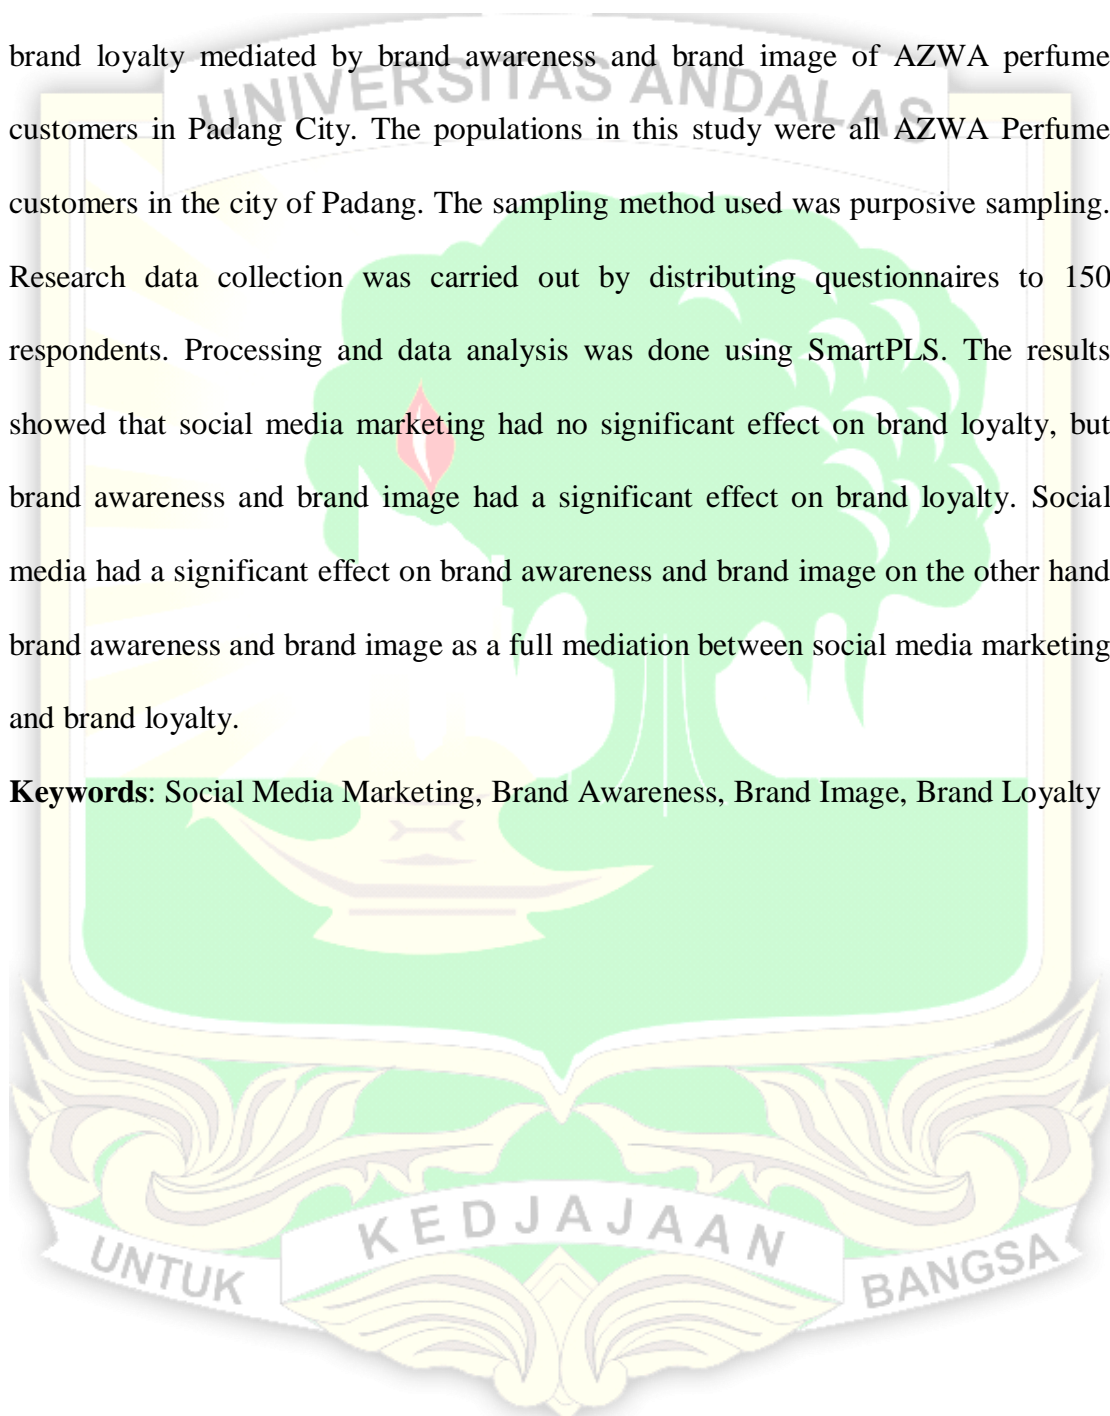 brand loyalty mediated by brand awareness and brand image of AZWA perfume
customers in Padang City. The populations in this study were all AZWA Perfume
customers in the city of Padang. The sampling method used was purposive sampling.
Research data collection was carried out by distributing questionnaires to 150
respondents. Processing and data analysis was done using SmartPLS. The results
showed that social media marketing had no significant effect on brand loyalty, but
brand awareness and brand image had a significant effect on brand loyalty. Social
media had a significant effect on brand awareness and brand image on the other hand
brand awareness and brand image as a full mediation between social media marketing
and brand loyalty.
Keywords: Social Media Marketing, Brand Awareness, Brand Image, Brand Loyalty
UNIVERSITAS ANDALAS
UNTUK KEDJAJAAN BANGSA